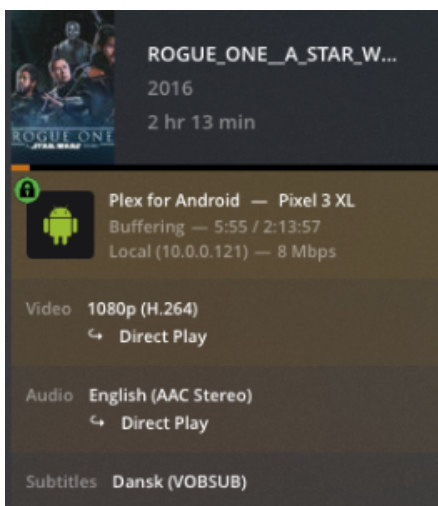 ROGUE_ONE__A_STAR_W...
2016
2 hr 13 min
ROGUE ONE
Plex for Android — Pixel 3 XL
Buffering — 5:55 / 2:13:57
Local (10.0.0.121) — 8 Mbps
Video 1080p (H.264)
↪ Direct Play
Audio English (AAC Stereo)
↪ Direct Play
Subtitles Dansk (VOBSUB)